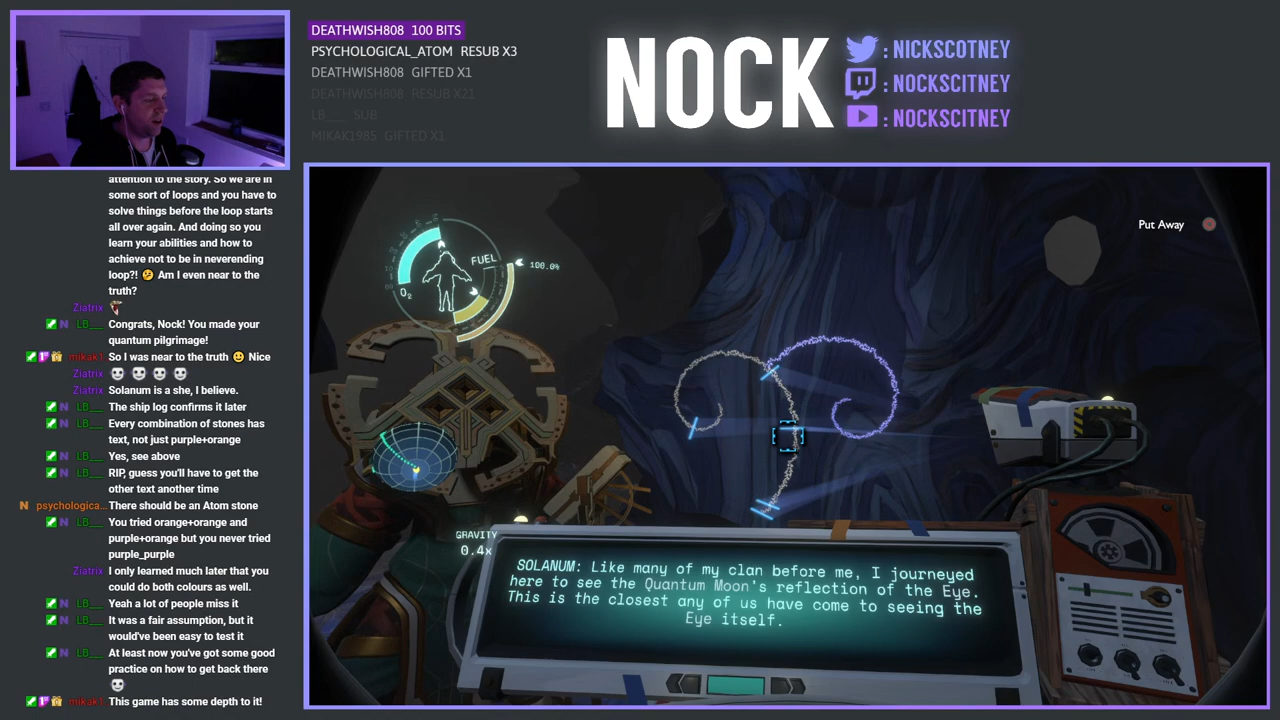 DEATHWISH808 100 BITS
PSYCHOLOGICAL_ATOM RESUB X3
DEATHWISH808 GIFTED X1
DEATHWISH808 RESUB X21
LB___ SUB
MIKAK1985 GIFTED X1
NOCK
: NICKSCOTNEY
: NOCKSCITNEY
: NOCKSCITNEY
attention to the story. So we are in
some sort of loops and you have to
solve things before the loop starts
all over again. And doing so you
learn your abilities and how to
achieve not to be in neverending
loop?! 🤔 Am I even near to the
truth?
Ziatrix
N LB___ Congrats, Nock! You made your
quantum pilgrimage!
mikak1 So I was near to the truth 🙂 Nice
Ziatrix
Ziatrix Solanum is a she, I believe.
N LB___ The ship log confirms it later
N LB___ Every combination of stones has
text, not just purple+orange
N LB___ Yes, see above
N LB___ RIP, guess you'll have to get the
other text another time
N psychologica... There should be an Atom stone
N LB___ You tried orange+orange and
purple+orange but you never tried
purple_purple
Ziatrix I only learned much later that you
could do both colours as well.
N LB___ Yeah a lot of people miss it
N LB___ It was a fair assumption, but it
would've been easy to test it
N LB___ At least now you've got some good
practice on how to get back there
mikak1 This game has some depth to it!
Put Away
FUEL
100.0%
O2
GRAVITY
0.4x
SOLANUM: Like many of my clan before me, I journeyed
here to see the Quantum Moon's reflection of the Eye.
This is the closest any of us have come to seeing the
Eye itself.